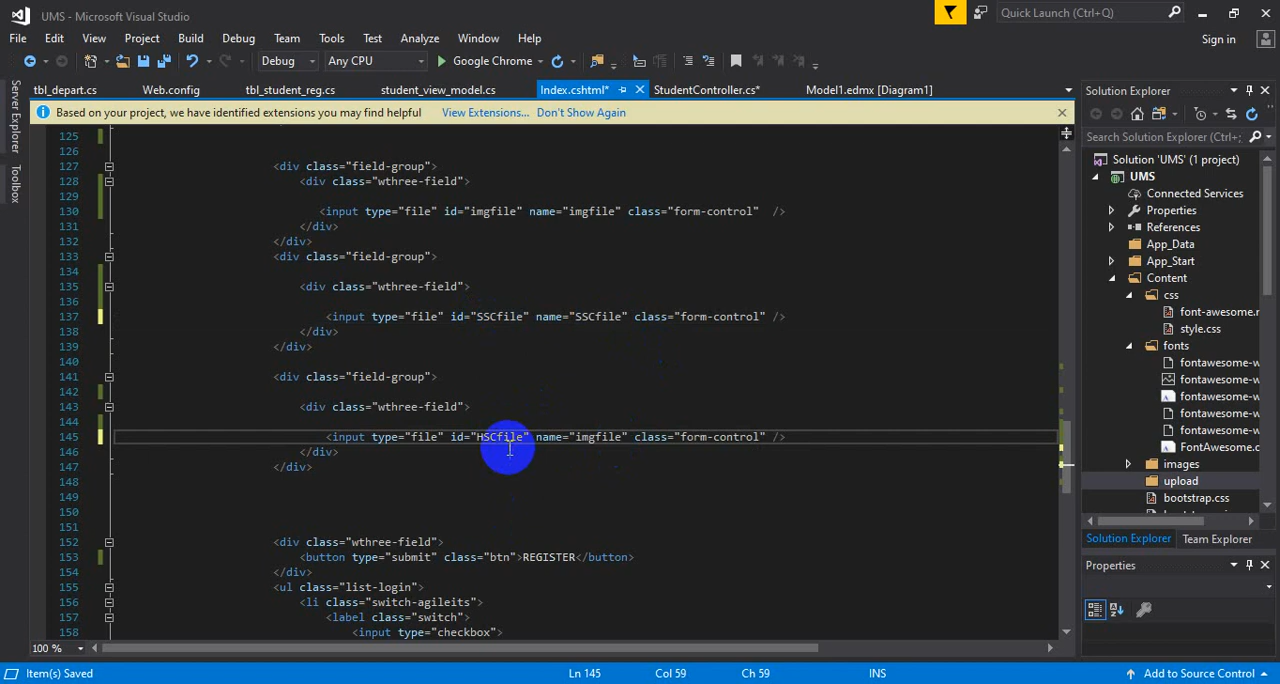 UMS - Microsoft Visual Studio
Quick Launch (Ctrl+Q)
File Edit View Project Build Debug Team Tools Test Analyze Window Help
Sign in
Debug Any CPU Google Chrome
tbl_depart.cs Web.config tbl_student_reg.cs student_view_model.cs Index.cshtml* StudentController.cs* Model1.edmx [Diagram1]
Based on your project, we have identified extensions you may find helpful View Extensions... Don't Show Again
Server Explorer
Toolbox
125
126
127 <div class="field-group">
128 <div class="wthree-field">
129
130 <input type="file" id="imgfile" name="imgfile" class="form-control" />
131 </div>
132 </div>
133 <div class="field-group">
134
135 <div class="wthree-field">
136
137 <input type="file" id="SSCfile" name="SSCfile" class="form-control" />
138 </div>
139 </div>
140
141 <div class="field-group">
142
143 <div class="wthree-field">
144
145 <input type="file" id="HSCfile" name="imgfile" class="form-control" />
146 </div>
147 </div>
148
149
150
151
152 <div class="wthree-field">
153 <button type="submit" class="btn">REGISTER</button>
154 </div>
155 <ul class="list-login">
156 <li class="switch-agileits">
157 <label class="switch">
158 <input type="checkbox">
100 %
Solution Explorer
Search Solution Explorer (Ctrl+;
Solution 'UMS' (1 project)
UMS
Connected Services
Properties
References
App_Data
App_Start
Content
css
font-awesome.r
style.css
fonts
fontawesome-w
fontawesome-w
fontawesome-w
fontawesome-w
fontawesome-w
FontAwesome.c
images
upload
bootstrap.css
Solution Explorer Team Explorer
Properties
Item(s) Saved Ln 145 Col 59 Ch 59 INS Add to Source Control